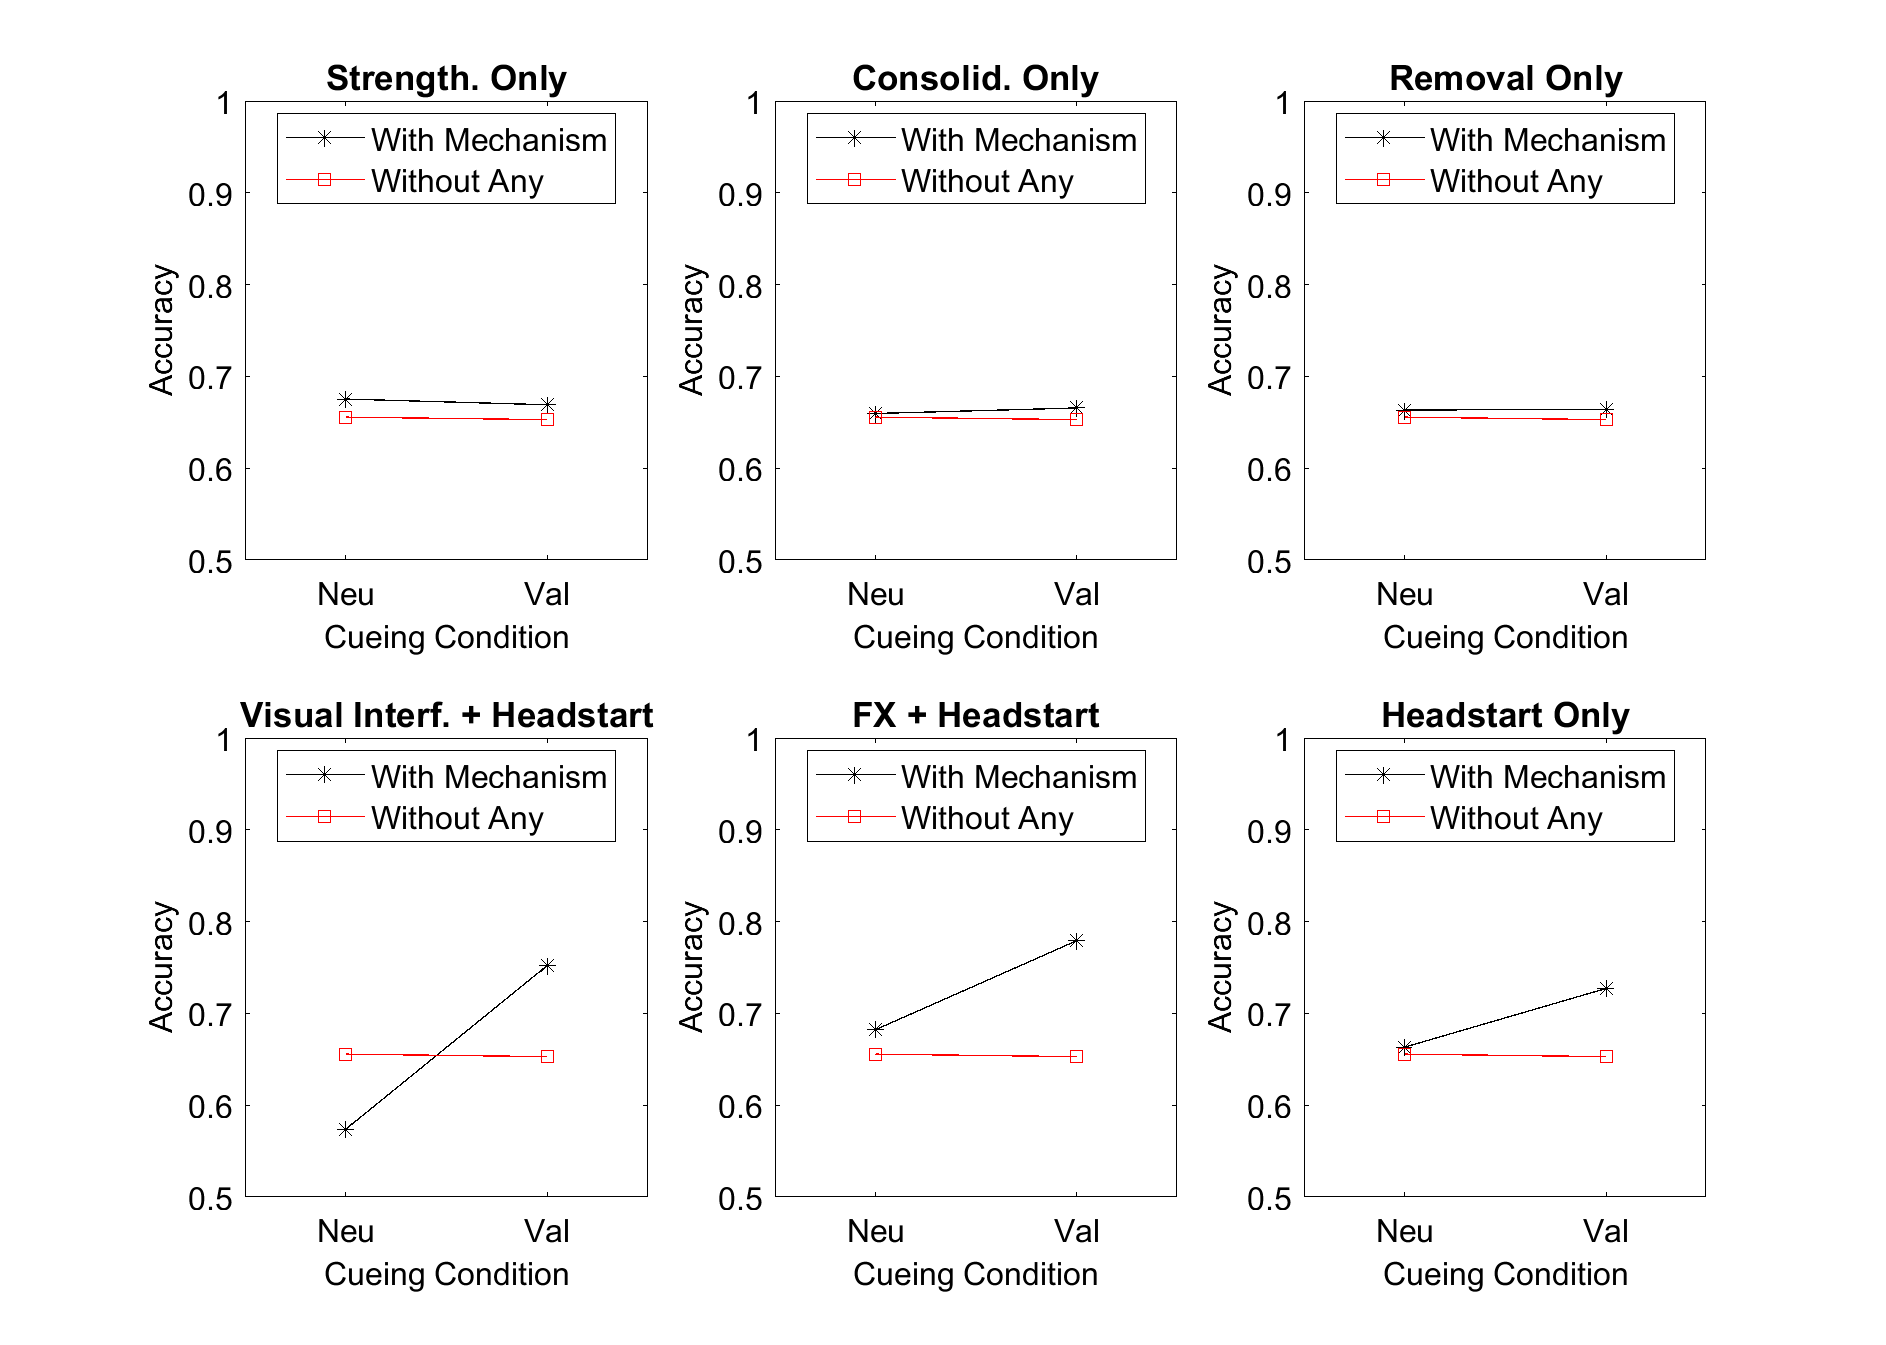 Strength. Only
With Mechanism
Without Any
1
0.9
0.8
0.7
0.6
0.5
Accuracy
Neu Val
Cueing Condition
Consolid. Only
With Mechanism
Without Any
1
0.9
0.8
0.7
0.6
0.5
Accuracy
Neu Val
Cueing Condition
Removal Only
With Mechanism
Without Any
1
0.9
0.8
0.7
0.6
0.5
Accuracy
Neu Val
Cueing Condition
Visual Interf. + Headstart
With Mechanism
Without Any
1
0.9
0.8
0.7
0.6
0.5
Accuracy
Neu Val
Cueing Condition
FX + Headstart
With Mechanism
Without Any
1
0.9
0.8
0.7
0.6
0.5
Accuracy
Neu Val
Cueing Condition
Headstart Only
With Mechanism
Without Any
1
0.9
0.8
0.7
0.6
0.5
Accuracy
Neu Val
Cueing Condition